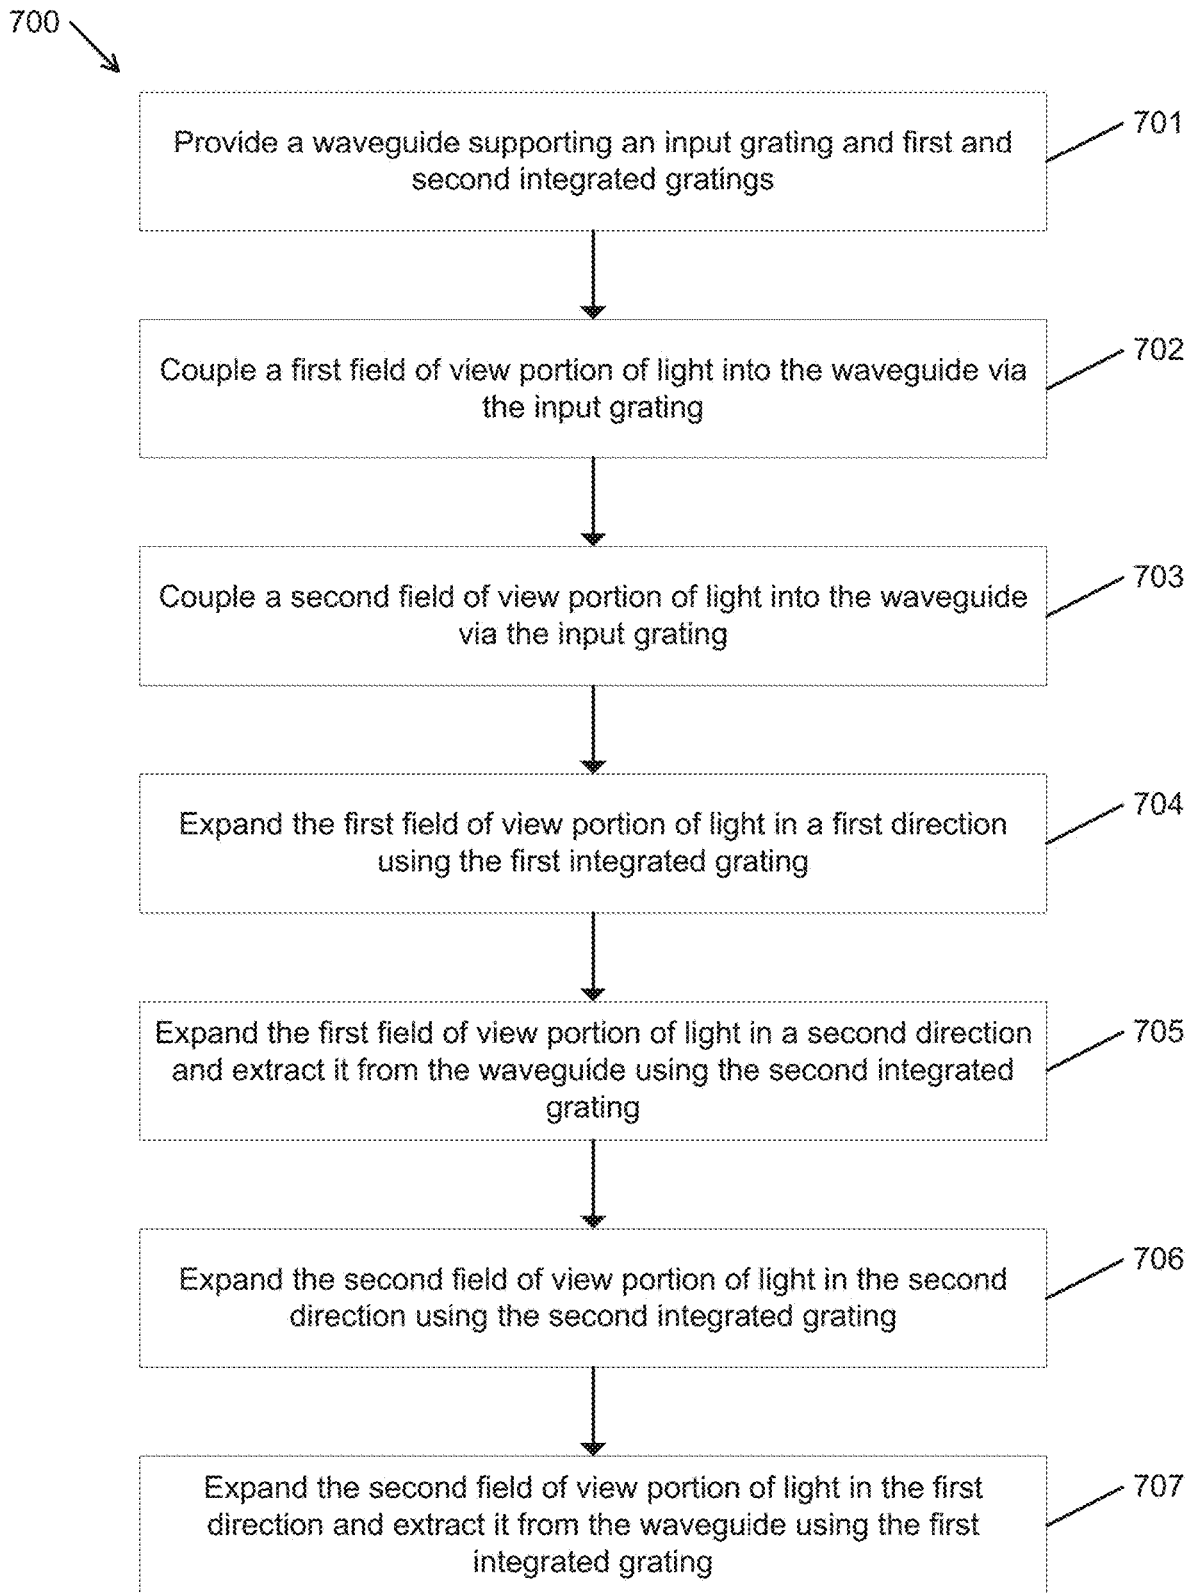 700
Provide a waveguide supporting an input grating and first and
second integrated gratings
701
Couple a first field of view portion of light into the waveguide via
the input grating
702
Couple a second field of view portion of light into the waveguide
via the input grating
703
Expand the first field of view portion of light in a first direction
using the first integrated grating
704
Expand the first field of view portion of light in a second direction
and extract it from the waveguide using the second integrated
grating
705
Expand the second field of view portion of light in the second
direction using the second integrated grating
706
Expand the second field of view portion of light in the first
direction and extract it from the waveguide using the first
integrated grating
707